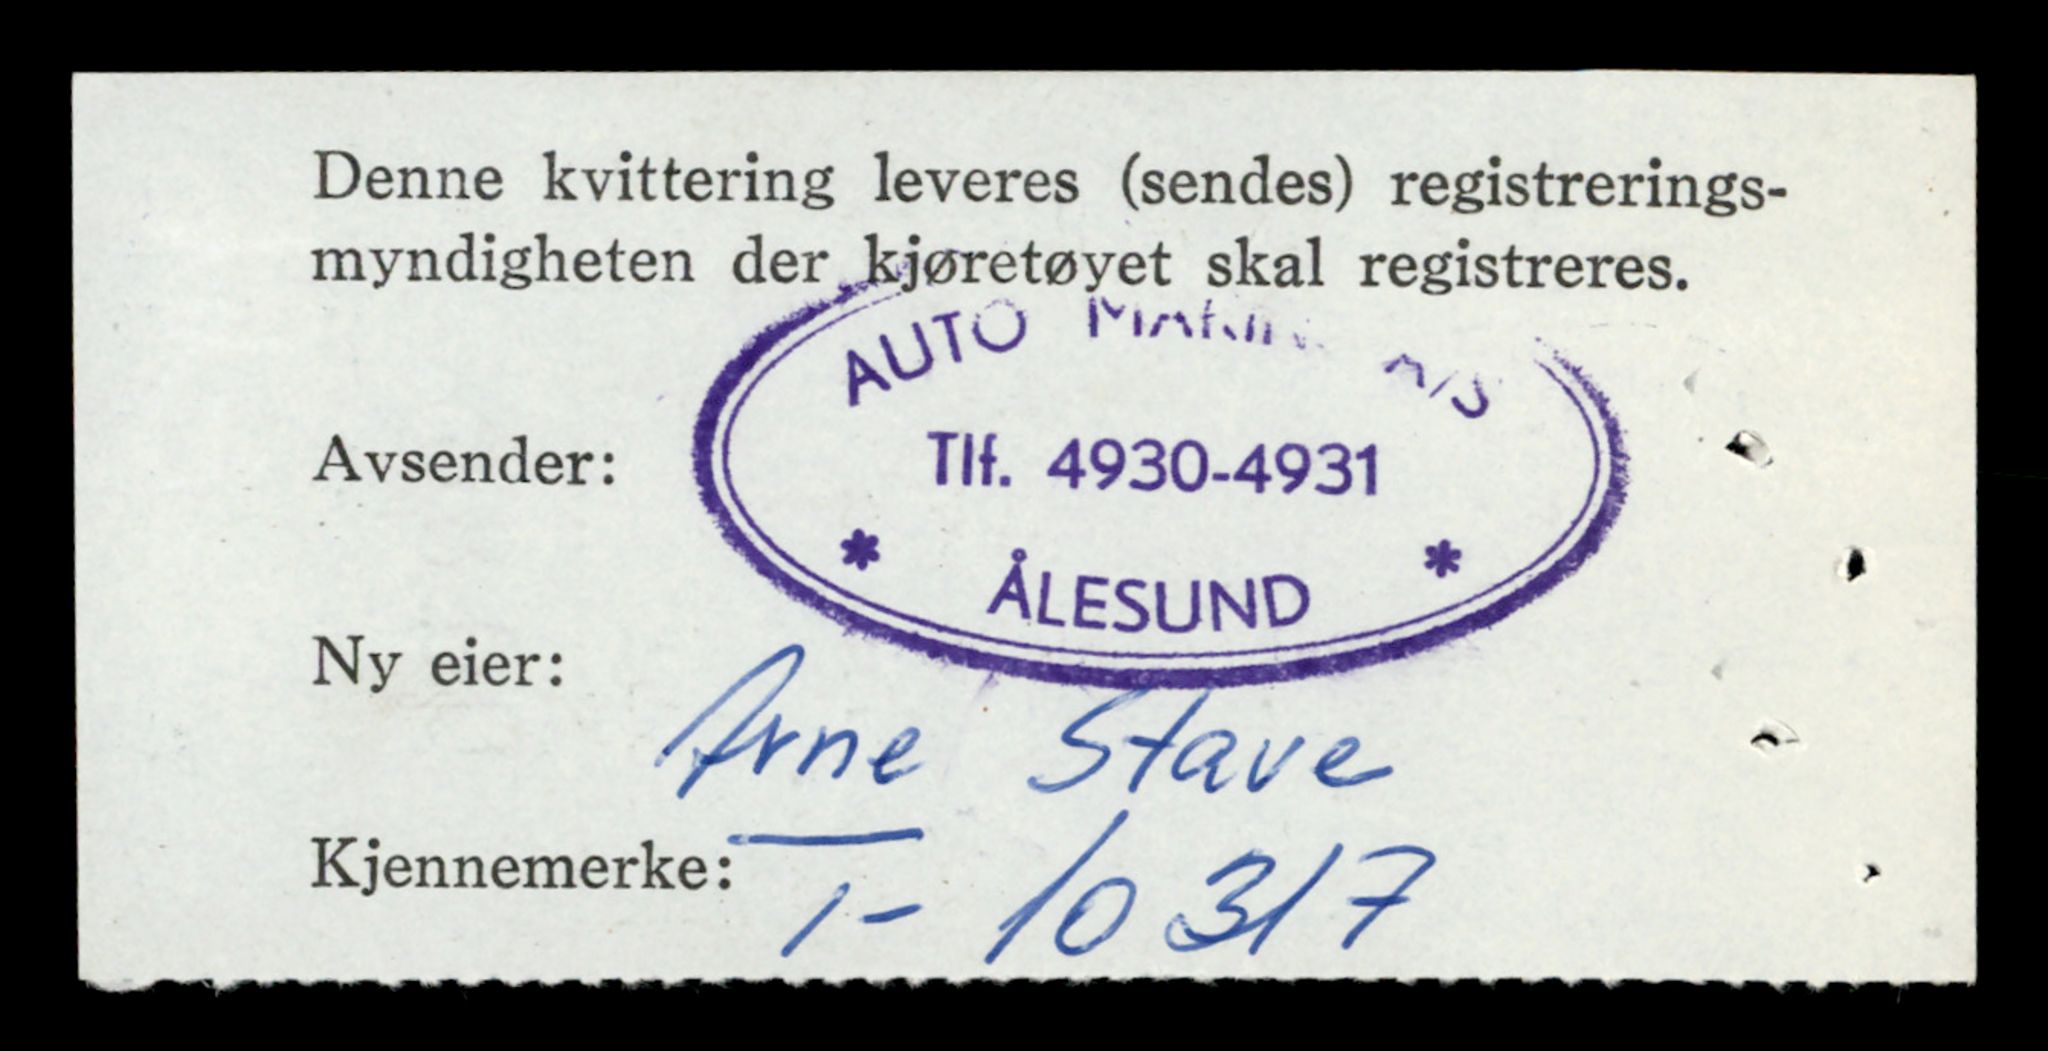 Denne kvittering leveres (sendes) registrerings-
myndigheten der kjøretøyet skal registreres.
AUTO A/S
Avsender: Tlf. 4930-4931
* ÅLESUND *
Ny eier: Arne Stave
Kjennemerke: T- 10317